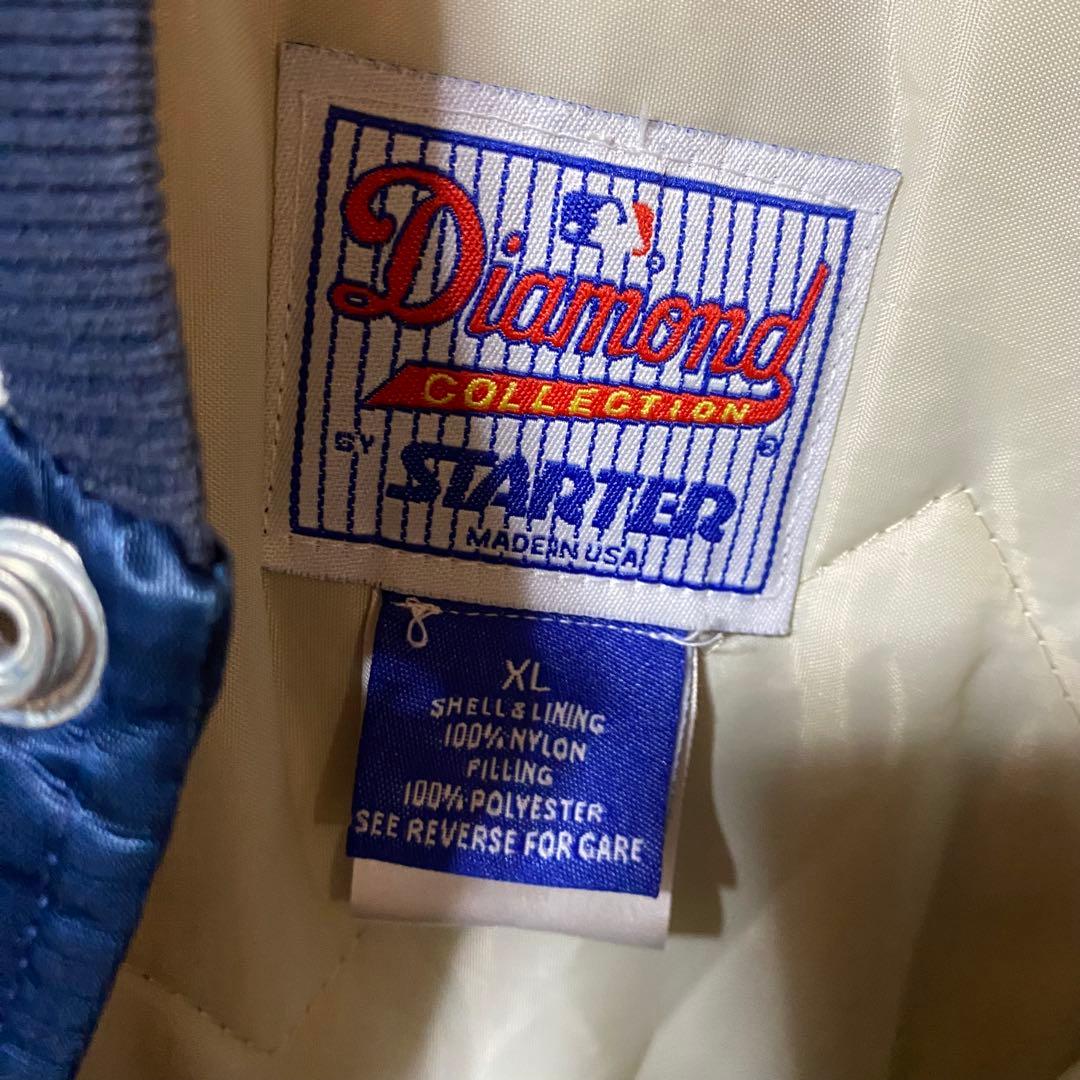 Diamond
COLLECTION
BY STARTER ®
MADE IN USA
XL
SHELL & LINING
100% NYLON
FILLING
100% POLYESTER
SEE REVERSE FOR CARE